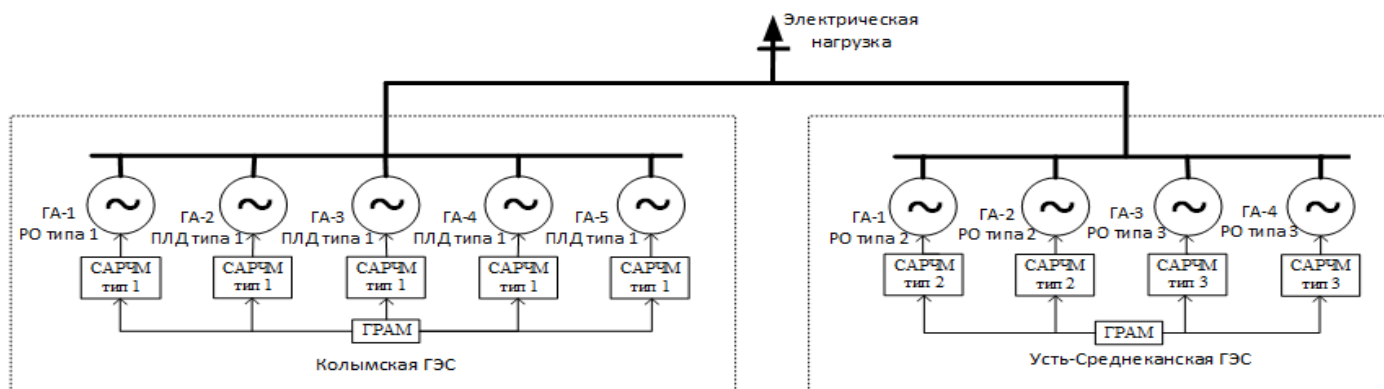 Электрическая
нагрузка
ГА-1
РО типа 1
ГА-2
ПЛД типа 1
ГА-3
ПЛД типа 1
ГА-4
ПЛД типа 1
ГА-5
ПЛД типа 1
САРЧМ
тип 1
САРЧМ
тип 1
САРЧМ
тип 1
САРЧМ
тип 1
САРЧМ
тип 1
ГРАМ
Колымская ГЭС
ГА-1
РО типа 2
ГА-2
РО типа 2
ГА-3
РО типа 3
ГА-4
РО типа 3
САРЧМ
тип 2
САРЧМ
тип 2
САРЧМ
тип 3
САРЧМ
тип 3
ГРАМ
Усть-Среднеканская ГЭС